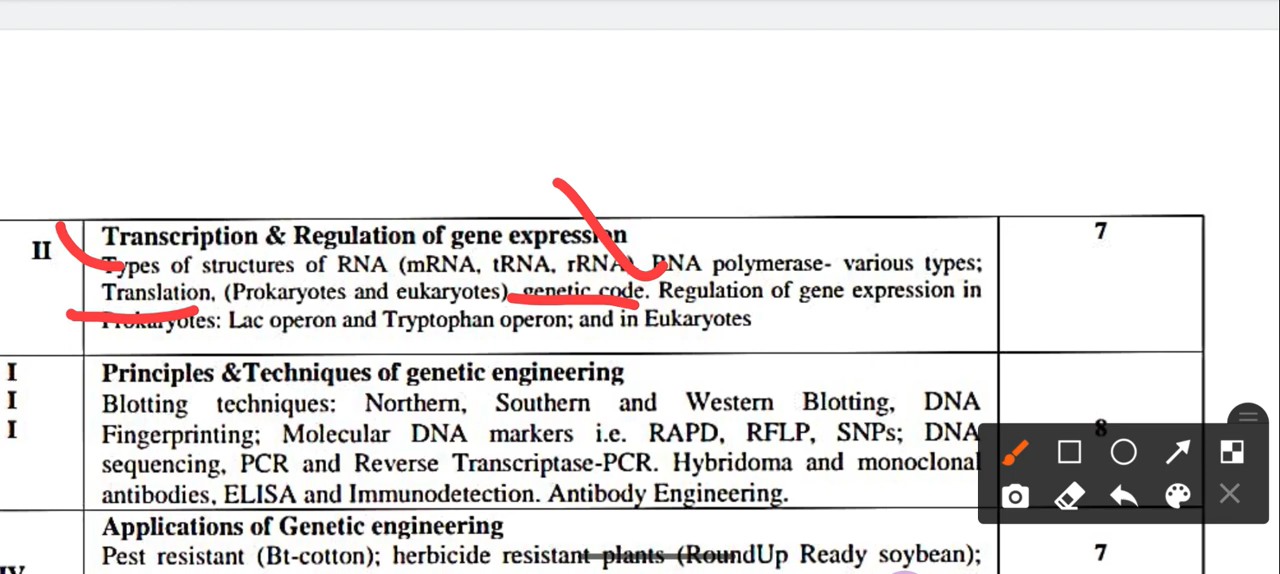 II
Transcription & Regulation of gene expression
7
Types of structures of RNA (mRNA, tRNA, rRNA), RNA polymerase- various types;
Translation, (Prokaryotes and eukaryotes), genetic code. Regulation of gene expression in
Prokaryotes: Lac operon and Tryptophan operon; and in Eukaryotes
I
I
I
Principles &Techniques of genetic engineering
8
Blotting techniques: Northern, Southern and Western Blotting, DNA
Fingerprinting; Molecular DNA markers i.e. RAPD, RFLP, SNPs; DNA
sequencing, PCR and Reverse Transcriptase-PCR. Hybridoma and monoclonal
antibodies, ELISA and Immunodetection. Antibody Engineering.
Applications of Genetic engineering
IV
Pest resistant (Bt-cotton); herbicide resistant plants (RoundUp Ready soybean);
7